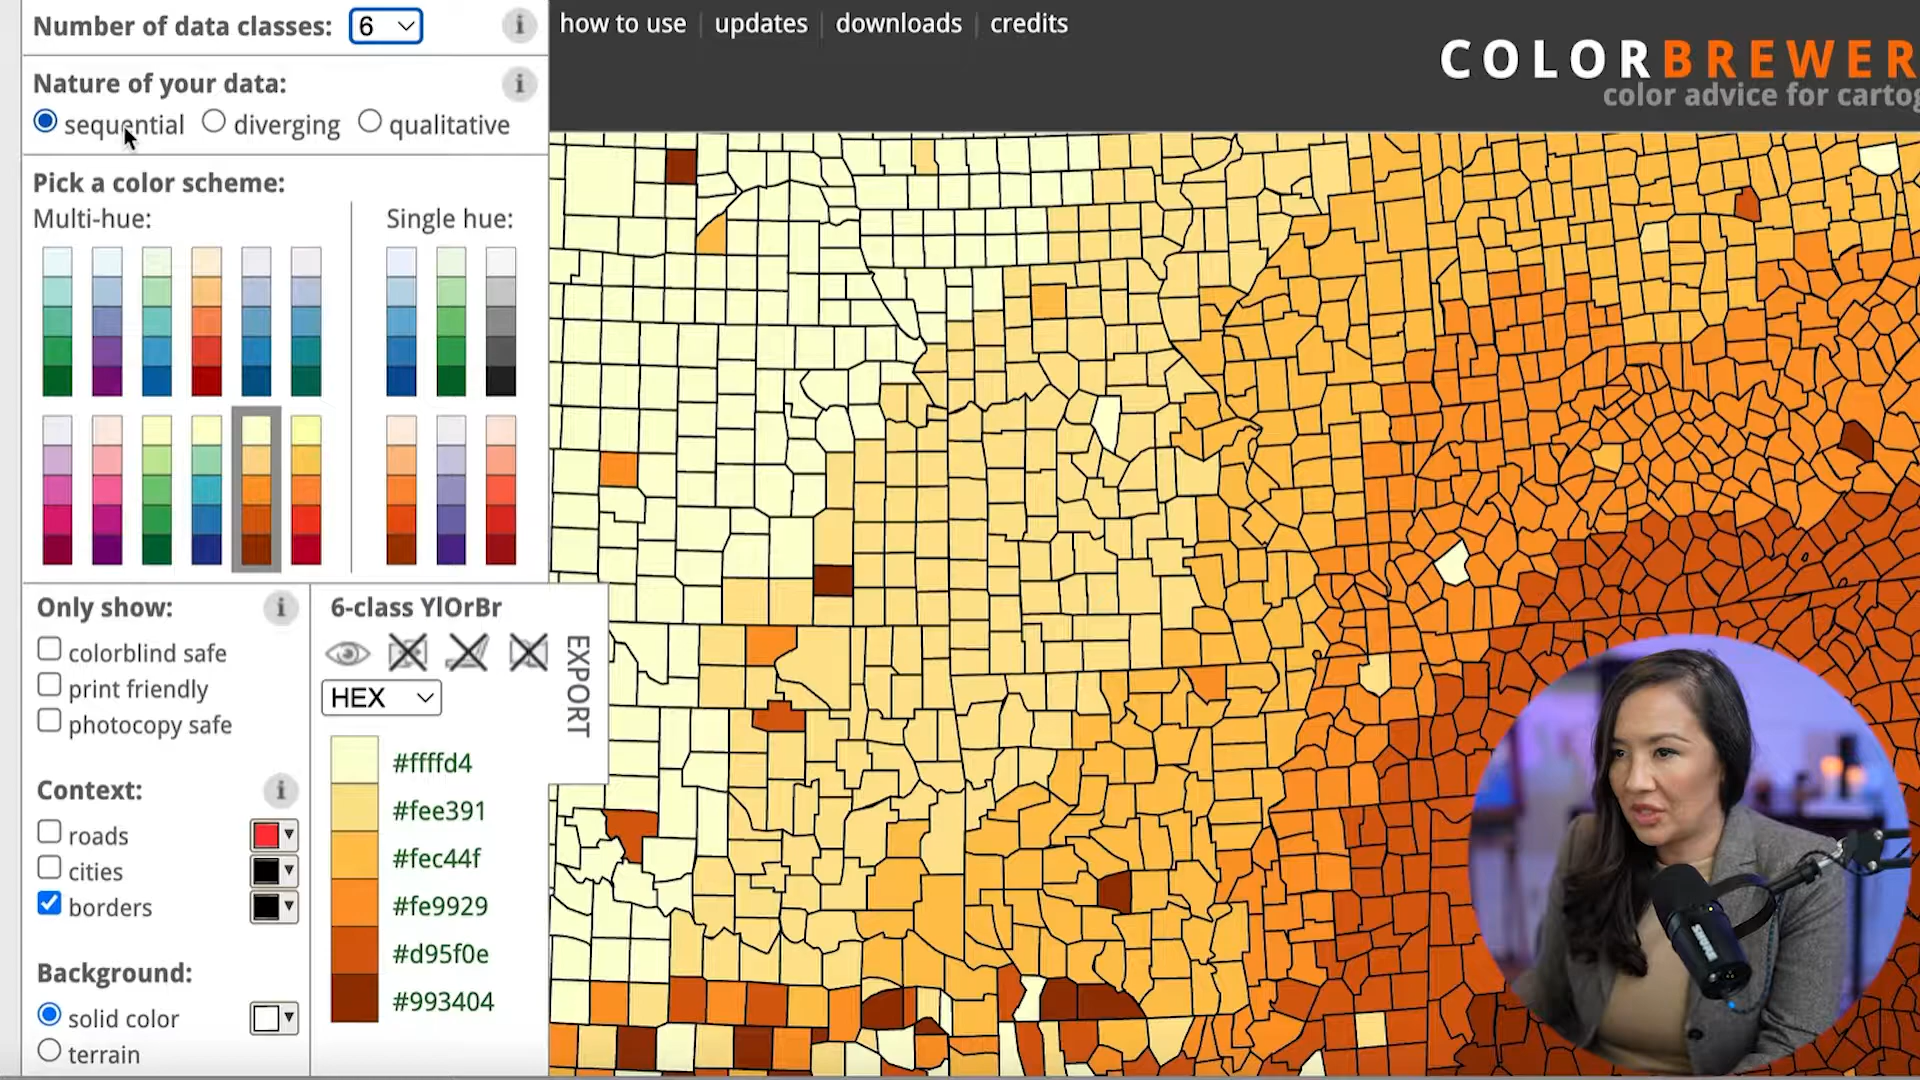 Number of data classes: 6
i
how to use
updates
downloads
credits
COLORBREWER
color advice for cartog
Nature of your data:
i
sequential
diverging
qualitative
Pick a color scheme:
Multi-hue:
Single hue:
Only show:
i
colorblind safe
print friendly
photocopy safe
Context:
i
roads
cities
borders
Background:
solid color
terrain
6-class YlOrBr
EXPORT
HEX
#ffffd4
#fee391
#fec44f
#fe9929
#d95f0e
#993404
SHURE